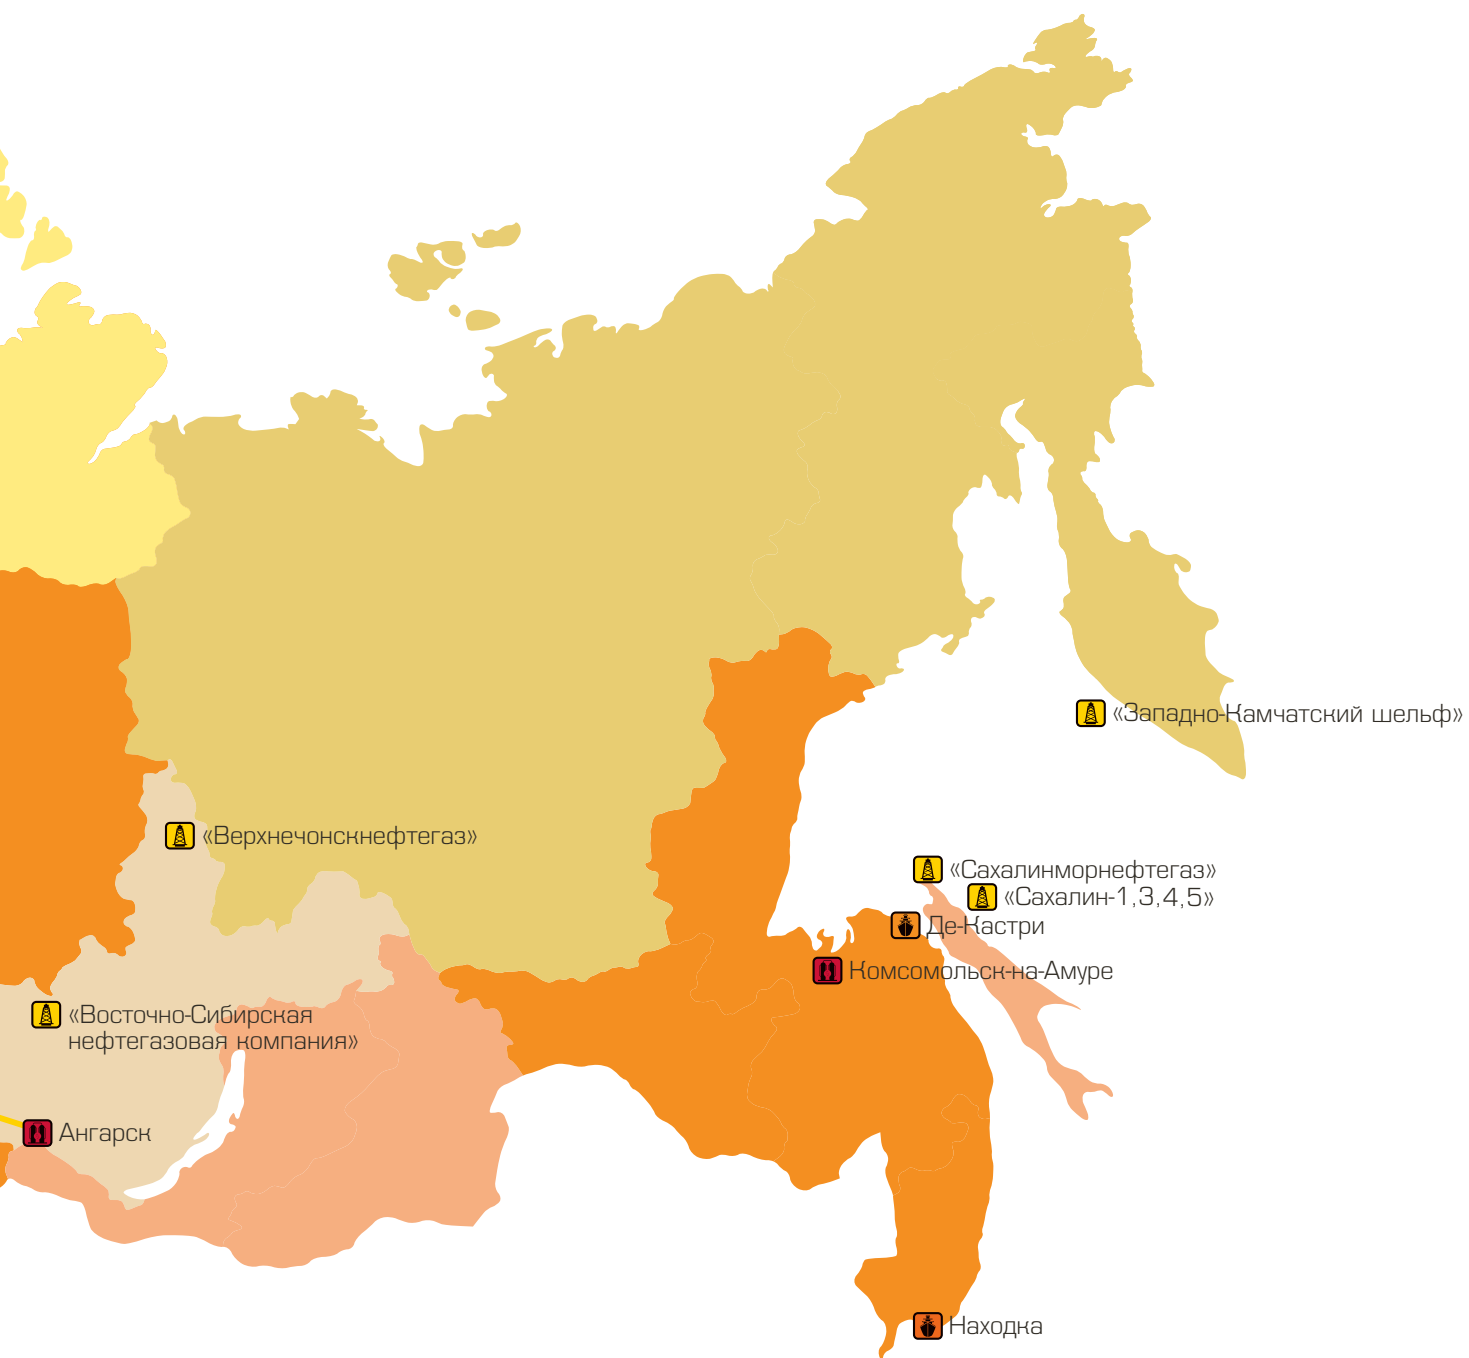 «Западно-Камчатский шельф»
«Верхнечонскнефтегаз»
«Сахалинморнефтегаз»
«Сахалин-1,3,4,5»
Де-Кастри
Комсомольск-на-Амуре
«Восточно-Сибирская
нефтегазовая компания»
Ангарск
Находка